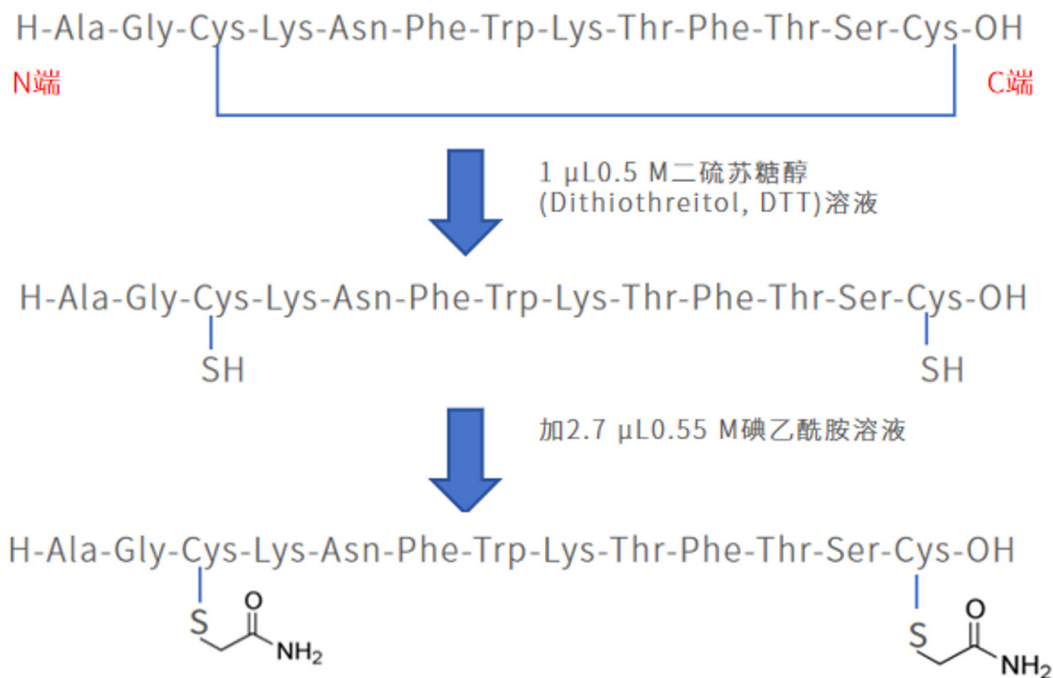 H-Ala-Gly-Cys-Lys-Asn-Phe-Trp-Lys-Thr-Phe-Thr-Ser-Cys-OH
N端
C端
1 μL0.5 M二硫苏糖醇
(Dithiothreitol, DTT)溶液
H-Ala-Gly-Cys-Lys-Asn-Phe-Trp-Lys-Thr-Phe-Thr-Ser-Cys-OH
SH
SH
加2.7 μL0.55 M碘乙酰胺溶液
H-Ala-Gly-Cys-Lys-Asn-Phe-Trp-Lys-Thr-Phe-Thr-Ser-Cys-OH
O
S
NH₂
O
S
NH₂